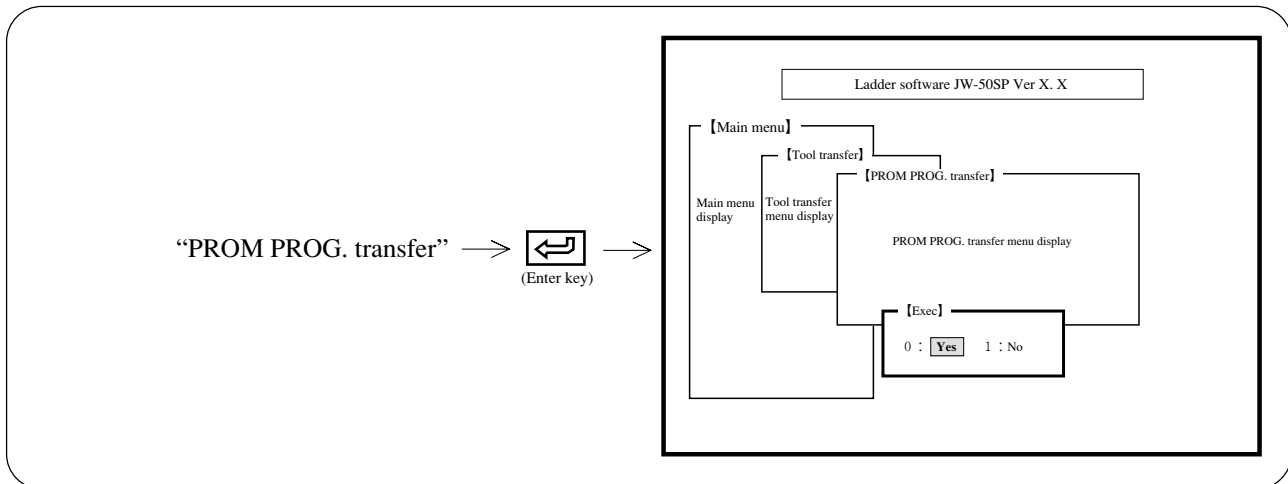 Ladder software JW-50SP Ver X. X
【Main menu】
【Tool transfer】
【PROM PROG. transfer】
Main menu
display
Tool transfer
menu display
PROM PROG. transfer menu display
“PROM PROG. transfer”
(Enter key)
【Exec】
0 : Yes 1 : No